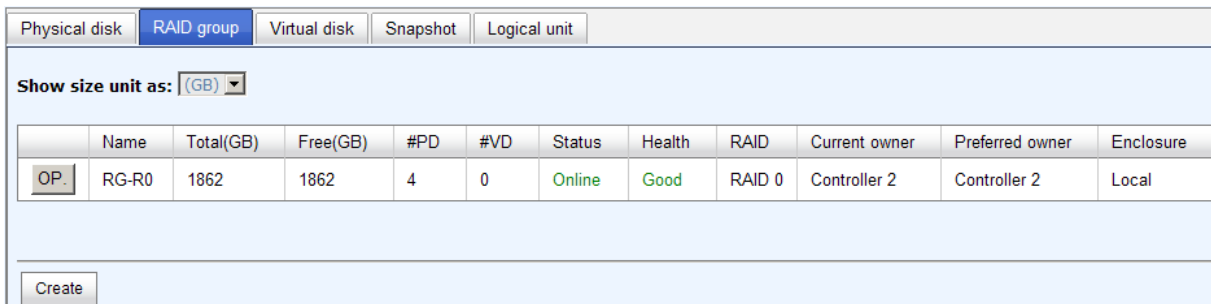 Physical disk RAID group Virtual disk Snapshot Logical unit
Show size unit as: (GB)
Name Total(GB) Free(GB) #PD #VD Status Health RAID Current owner Preferred owner Enclosure
OP. RG-R0 1862 1862 4 0 Online Good RAID 0 Controller 2 Controller 2 Local
Create